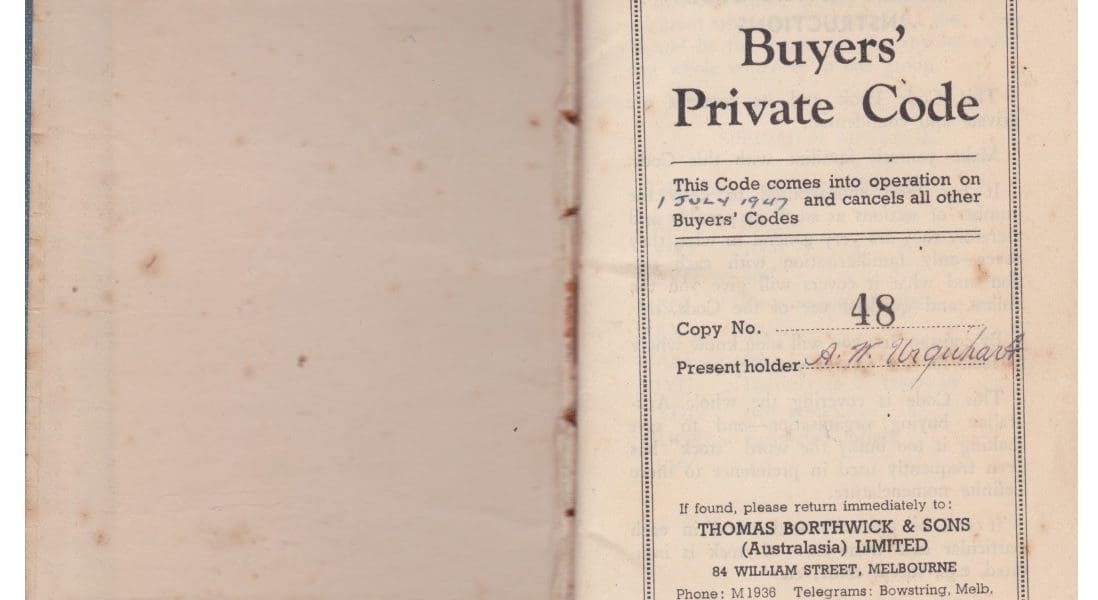 Buyers’
Private Code
This Code comes into operation on
1 JULY 1947 and cancels all other
Buyers' Codes
Copy No. 48
Present holder A. W. Urquhart
If found, please return immediately to:
THOMAS BORTHWICK & SONS
(Australasia) LIMITED
84 WILLIAM STREET, MELBOURNE
Phone: M1936 Telegrams: Bowstring, Melb.